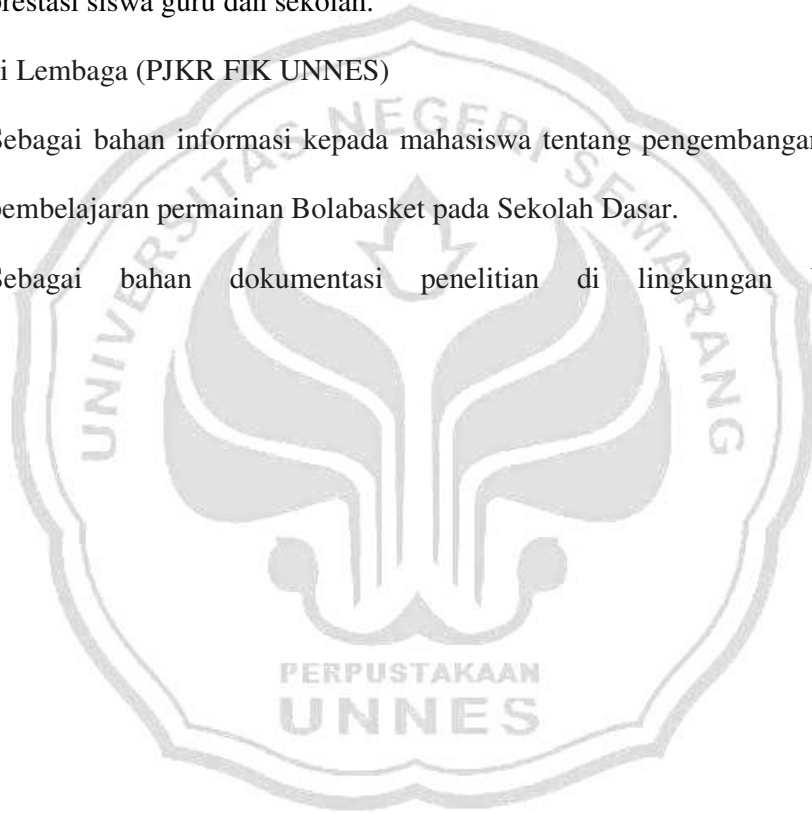 prestasi siswa guru dan sekolah.
i Lembaga (PJKR FIK UNNES)
Sebagai bahan informasi kepada mahasiswa tentang pengembangan
pembelajaran permainan Bolabasket pada Sekolah Dasar.
Sebagai bahan dokumentasi penelitian di lingkungan
UNIVERSITAS NEGERI SEMARANG
PERPUSTAKAAN
UNNES